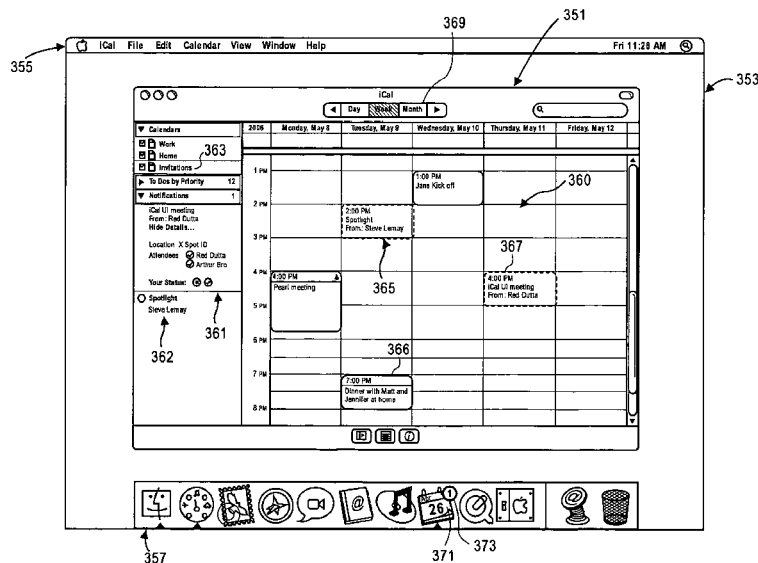 369
351
355
iCal File Edit Calendar View Window Help
Fri 11:28 AM
353
iCal
Day Week Month
Calendars
Work
363
Home
Invitations
To Dos by Priority 12
Notifications 1
iCal UI meeting
From: Red Dutta
Hide Details...
Location X Spot ID
Attendees Red Dutta
Arthur Bro
Your Status:
Spotlight
Steve Lemay
362
361
2006 Monday, May 8 Tuesday, May 9 Wednesday, May 10 Thursday, May 11 Friday, May 12
1 PM
1:00 PM
Jane Kick off
360
2 PM
2:00 PM
Spotlight
From: Steve Lemay
3 PM
367
365
4 PM
4:00 PM
Pearl meeting
4:00 PM
iCal UI meeting
From: Red Dutta
5 PM
6 PM
366
7 PM
7:00 PM
Dinner with Matt and
Jennifer at home
8 PM
@
26
1
@
357
371
373